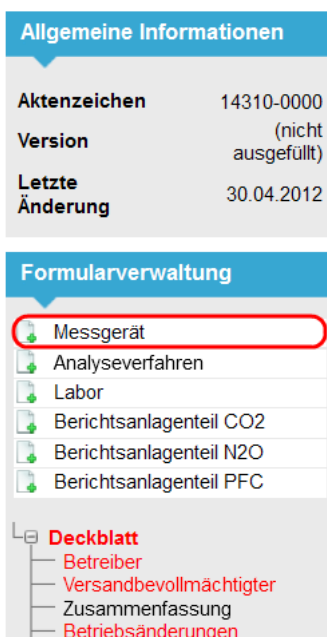 Allgemeine Informationen
Aktenzeichen 14310-0000
Version (nicht ausgefüllt)
Letzte Änderung 30.04.2012
Formularverwaltung
Messgerät
Analyseverfahren
Labor
Berichtsanlagenteil CO2
Berichtsanlagenteil N2O
Berichtsanlagenteil PFC
Deckblatt
Betreiber
Versandbevollmächtigter
Zusammenfassung
Betriebsänderungen